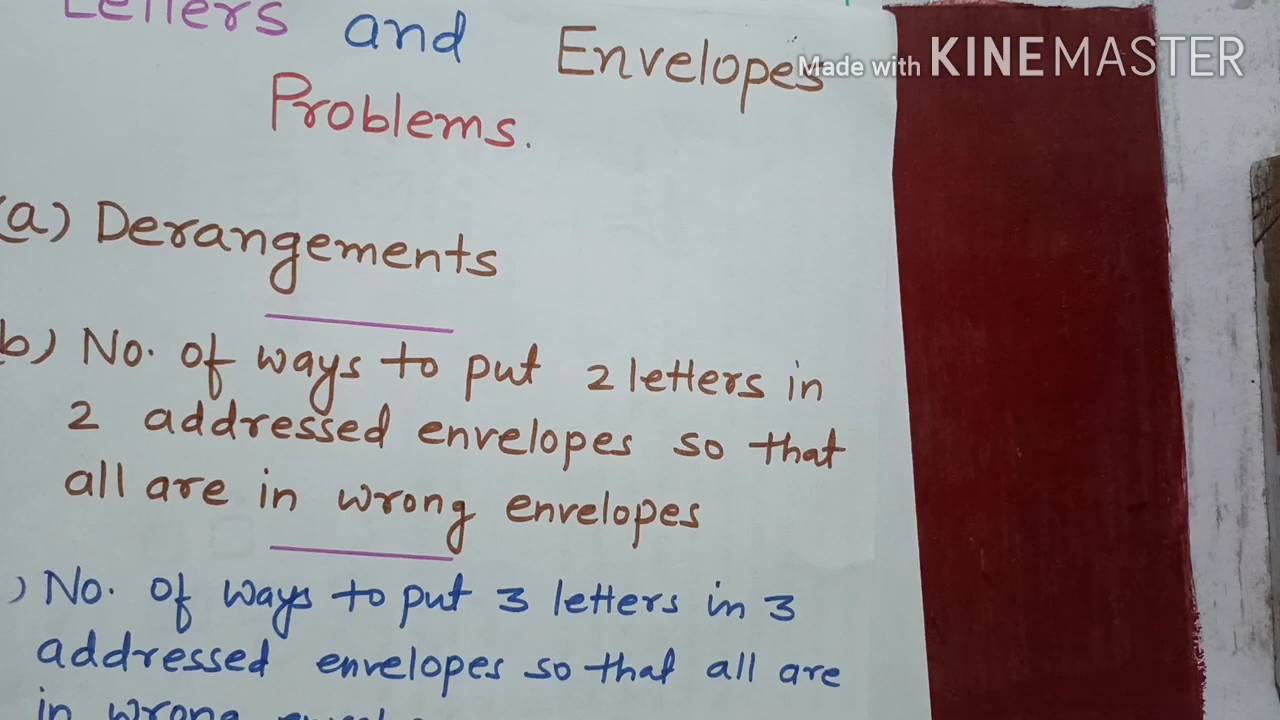 Letters and Envelopes
Made with KINEMASTER
Problems.
(a) Derangements
b) No. of ways to put 2 letters in
2 addressed envelopes so that
all are in wrong envelopes
) No. of ways to put 3 letters in 3
addressed envelopes so that all are
in wrong